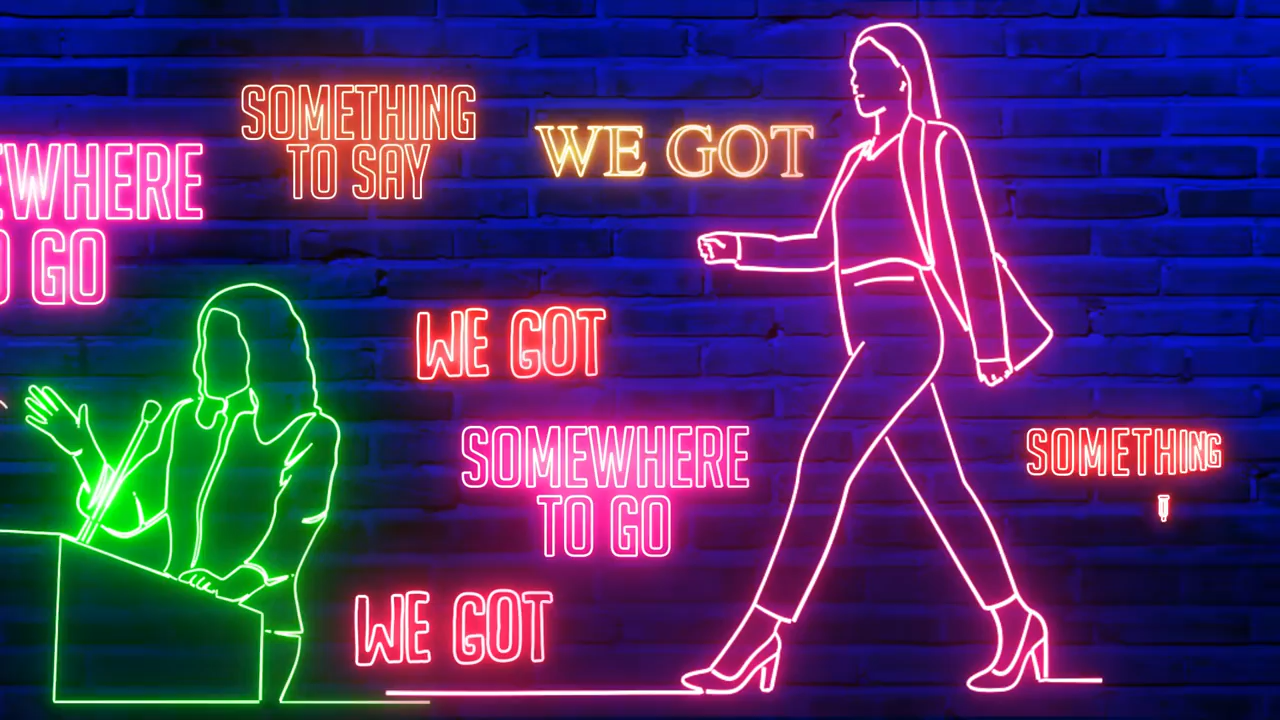 SOMETHING
TO SAY
WE GOT
EWHERE
O GO
WE GOT
SOMEWHERE
TO GO
SOMETHING
WE GOT